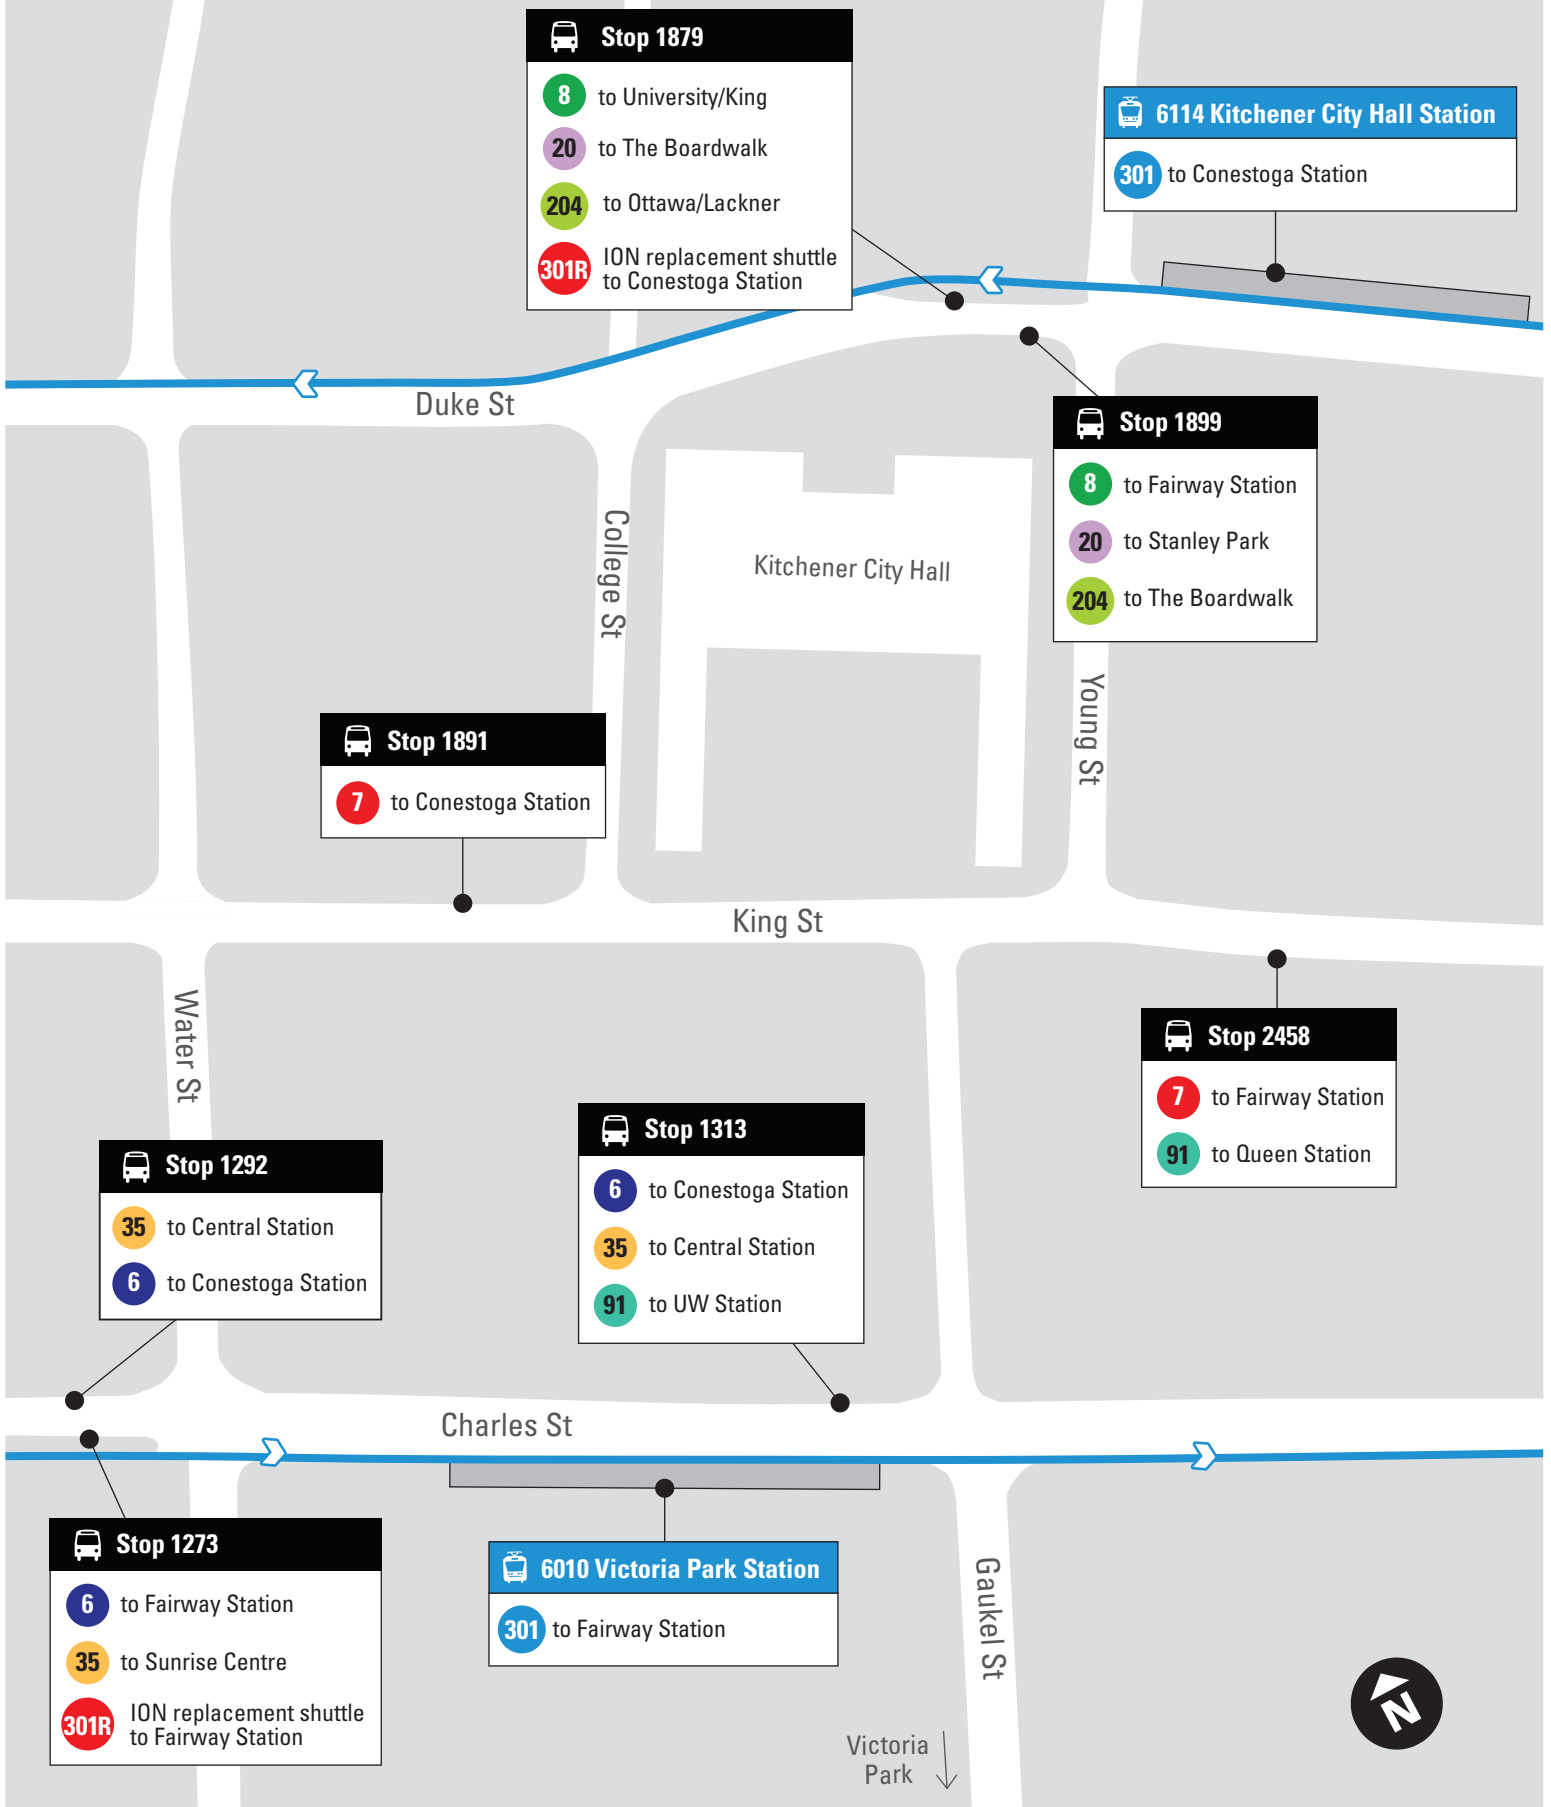 Stop 1879
8 to University/King
20 to The Boardwalk
204 to Ottawa/Lackner
301R ION replacement shuttle
to Conestoga Station
6114 Kitchener City Hall Station
301 to Conestoga Station
Duke St
Stop 1899
8 to Fairway Station
20 to Stanley Park
204 to The Boardwalk
College St
Kitchener City Hall
Young St
Stop 1891
7 to Conestoga Station
King St
Water St
Stop 2458
7 to Fairway Station
91 to Queen Station
Stop 1313
6 to Conestoga Station
35 to Central Station
91 to UW Station
Stop 1292
35 to Central Station
6 to Conestoga Station
Charles St
Stop 1273
6 to Fairway Station
35 to Sunrise Centre
301R ION replacement shuttle
to Fairway Station
6010 Victoria Park Station
301 to Fairway Station
Gaukel St
Victoria
Park
N